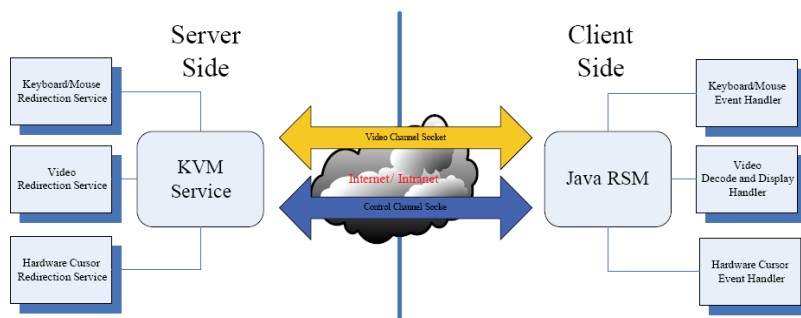 Server
Side
Client
Side
Keyboard/Mouse
Redirection Service
Video
Redirection Service
Hardware Cursor
Redirection Service
KVM
Service
Video Channel Socket
Internet/ Intranet
Control Channel Socke
Java RSM
Keyboard/Mouse
Event Handler
Video
Decode and Display
Handler
Hardware Cursor
Event Handler